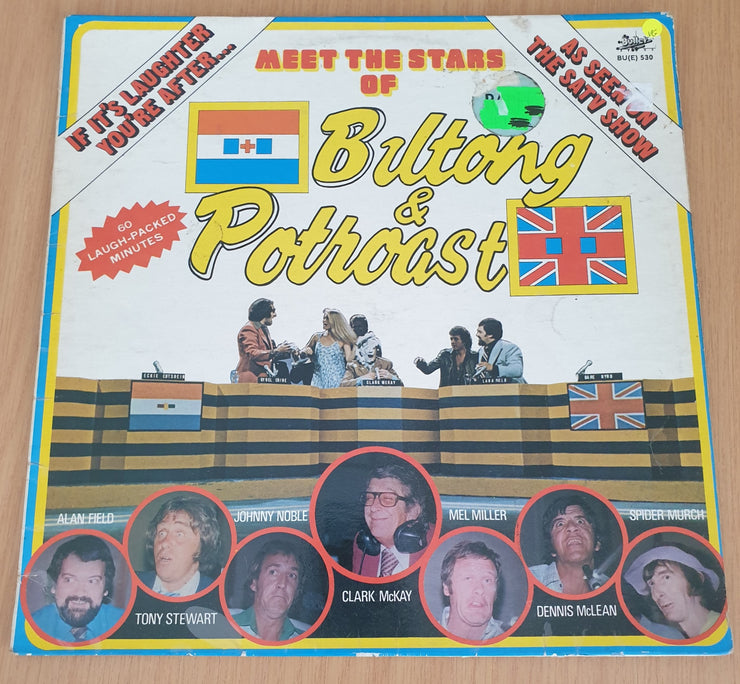 IF IT'S LAUGHTER
YOU'RE AFTER...
MEET THE STARS
OF
Biltong
&
Potroast
AS SEEN ON
THE SATV SHOW
BU(E) 530
60
LAUGH-PACKED
MINUTES
CLARK McKAY
ALAN FIELD
TONY STEWART
JOHNNY NOBLE
CLARK McKAY
MEL MILLER
DENNIS McLEAN
SPIDER MURCH